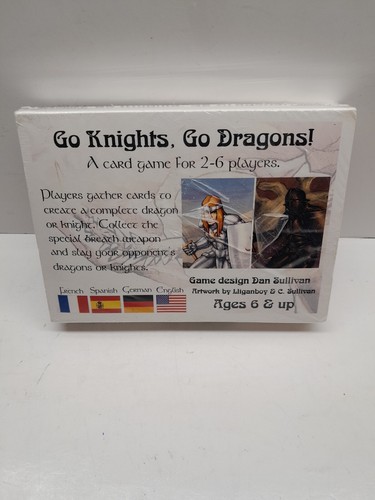 Go Knights, Go Dragons!
A card game for 2-6 players.
Players gather cards to
create a complete dragon
or knight. Collect the
special breath weapon
and slay your opponent's
dragons or knights.
Game design Dan Sullivan
Artwork by Lliganboy & C. Sullivan
Ages 6 & up
French Spanish German English